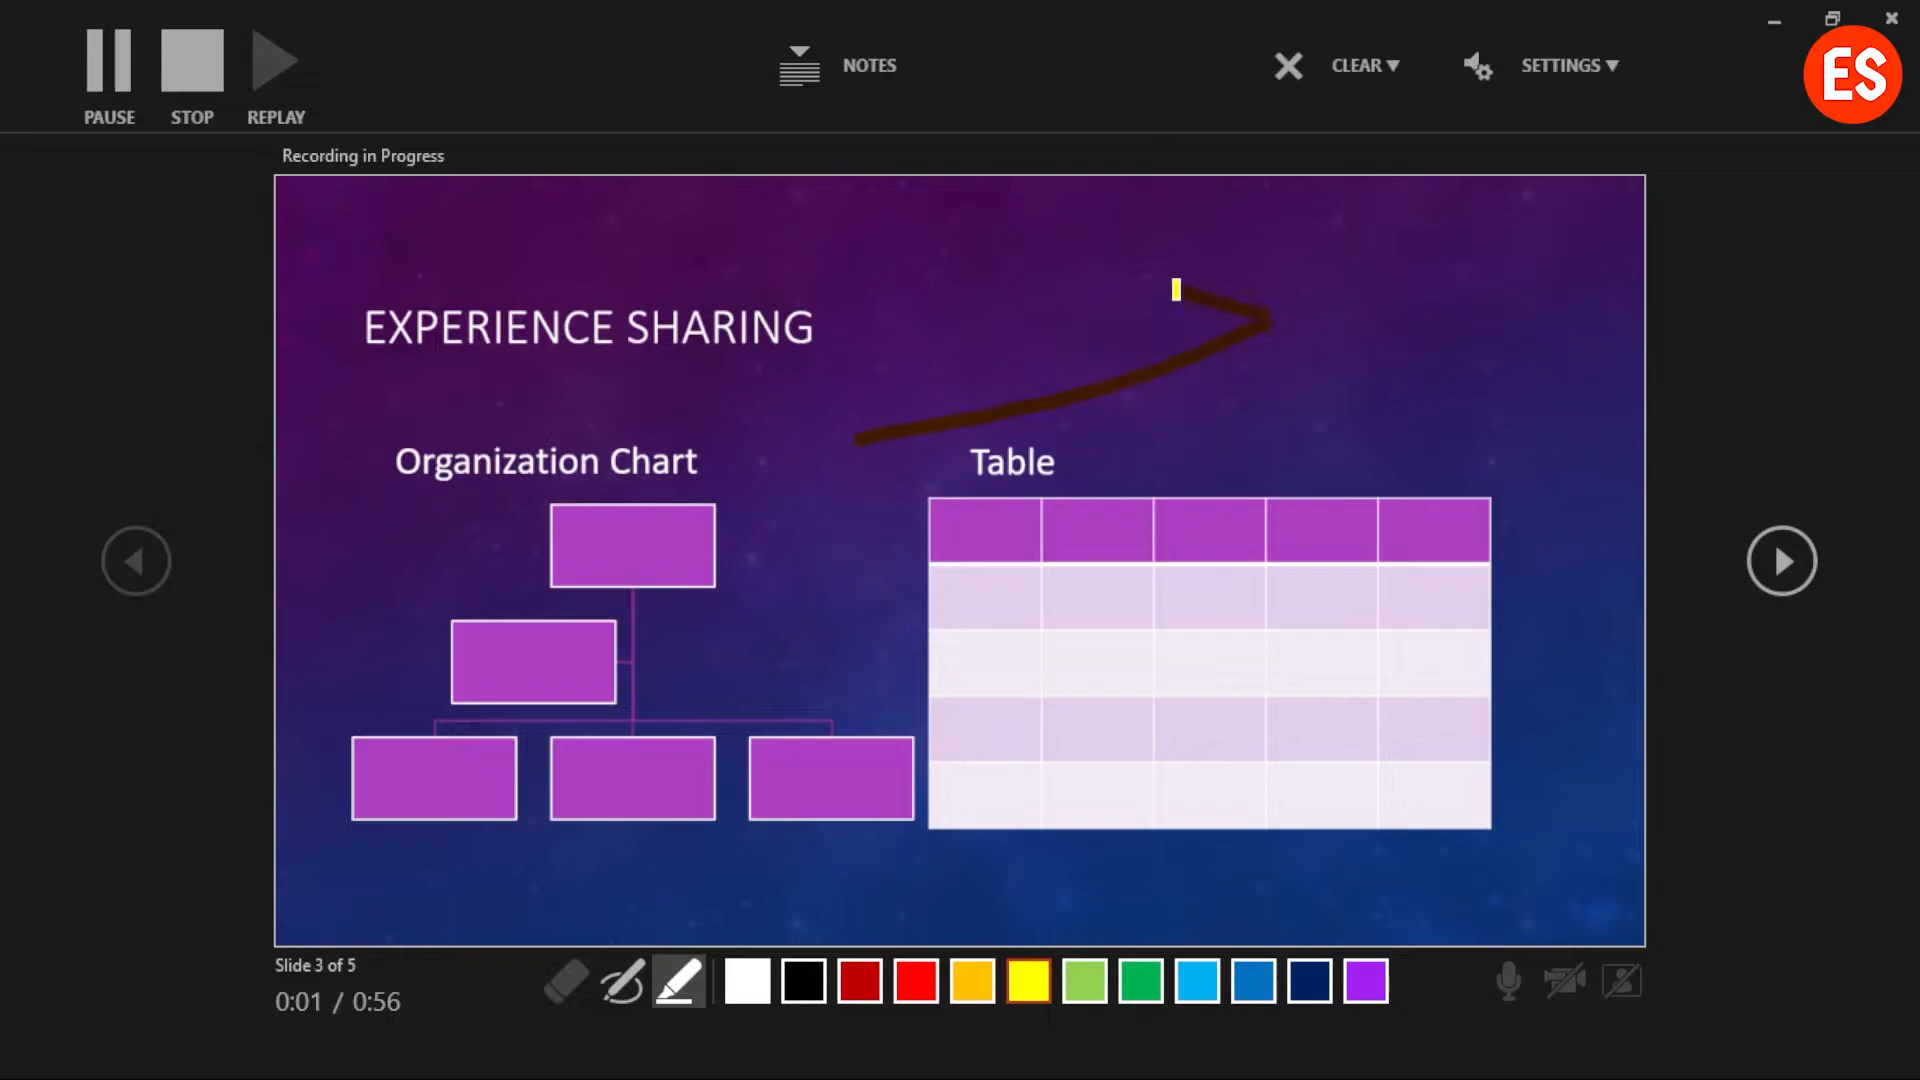 PAUSE
STOP
REPLAY
NOTES
CLEAR
SETTINGS
ES
Recording in Progress
EXPERIENCE SHARING
Organization Chart
Table
Slide 3 of 5
0:01 / 0:56